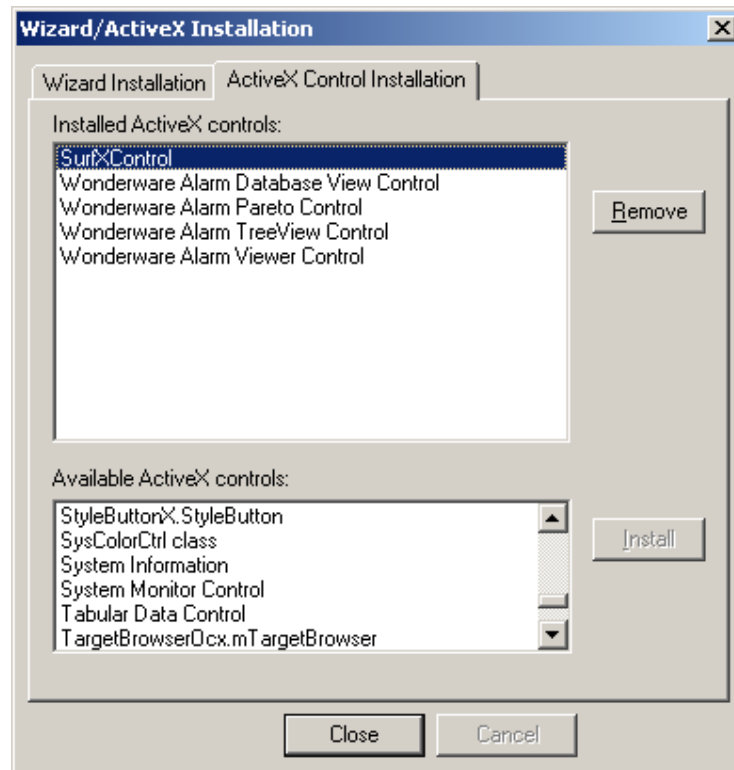 Wizard/ActiveX Installation
Wizard Installation
ActiveX Control Installation
Installed ActiveX controls:
SurfXControl
Wonderware Alarm Database View Control
Wonderware Alarm Pareto Control
Wonderware Alarm TreeView Control
Wonderware Alarm Viewer Control
Remove
Available ActiveX controls:
StyleButtonX.StyleButton
SysColorCtrl class
System Information
System Monitor Control
Tabular Data Control
TargetBrowserOcx.mTargetBrowser
Install
Close
Cancel